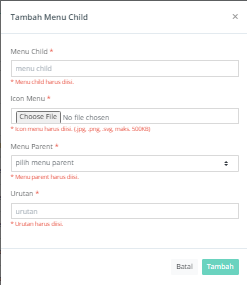 Tambah Menu Child ×
Menu Child *
menu child
* Menu child harus diisi.
Icon Menu *
Choose File No file chosen
* Icon menu harus diisi. (.jpg, .png, .svg, maks. 500KB)
Menu Parent *
pilih menu parent
* Menu parent harus diisi.
Urutan *
urutan
* Urutan harus diisi.
Batal Tambah